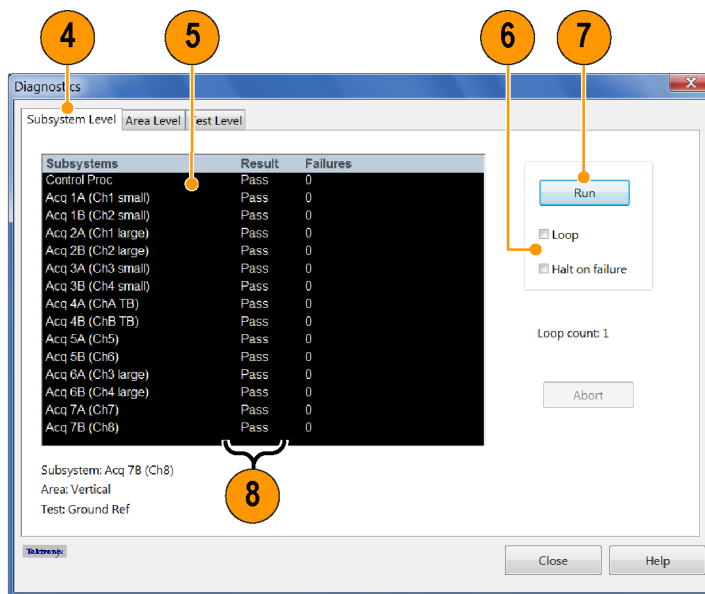 4 5 6 7
Diagnostics
Subsystem Level Area Level Test Level
Subsystems Result Failures
Control Proc Pass 0
Acq 1A (Ch1 small) Pass 0
Acq 1B (Ch2 small) Pass 0
Acq 2A (Ch1 large) Pass 0
Acq 2B (Ch2 large) Pass 0
Acq 3A (Ch3 small) Pass 0
Acq 3B (Ch4 small) Pass 0
Acq 4A (ChA TB) Pass 0
Acq 4B (ChB TB) Pass 0
Acq 5A (Ch5) Pass 0
Acq 5B (Ch6) Pass 0
Acq 6A (Ch3 large) Pass 0
Acq 6B (Ch4 large) Pass 0
Acq 7A (Ch7) Pass 0
Acq 7B (Ch8) Pass 0
Run
Loop
Halt on failure
Loop count: 1
Abort
8
Subsystem: Acq 7B (Ch8)
Area: Vertical
Test: Ground Ref
Tektronix
Close Help